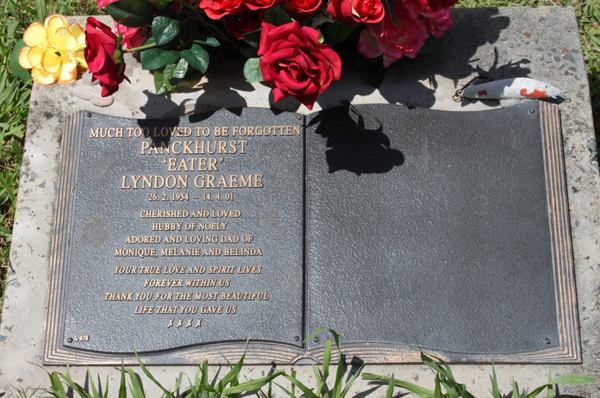 MUCH TOO LOVED TO BE FORGOTTEN
PANCKHURST
'EATER'
LYNDON GRAEME
26. 2. 1954 – 14. 4. 01
CHERISHED AND LOVED
HUBBY OF NOELY
ADORED AND LOVING DAD OF
MONIQUE, MELANIE AND BELINDA
YOUR TRUE LOVE AND SPIRIT LIVES
FOREVER WITHIN US
THANK YOU FOR THE MOST BEAUTIFUL
LIFE THAT YOU GAVE US
X X X X
L 678